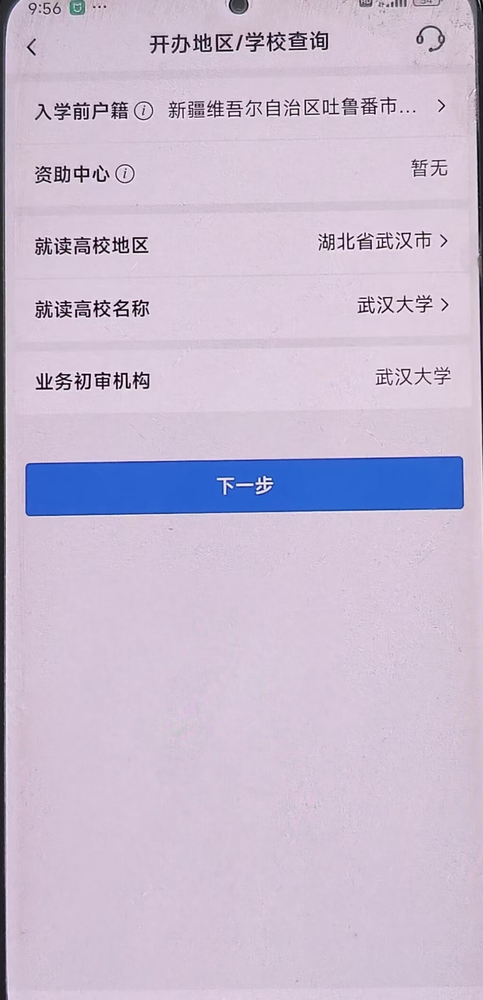 9:56 ...
开办地区/学校查询
入学前户籍 i 新疆维吾尔自治区吐鲁番市...
资助中心 i 暂无
就读高校地区 湖北省武汉市
就读高校名称 武汉大学
业务初审机构 武汉大学
下一步